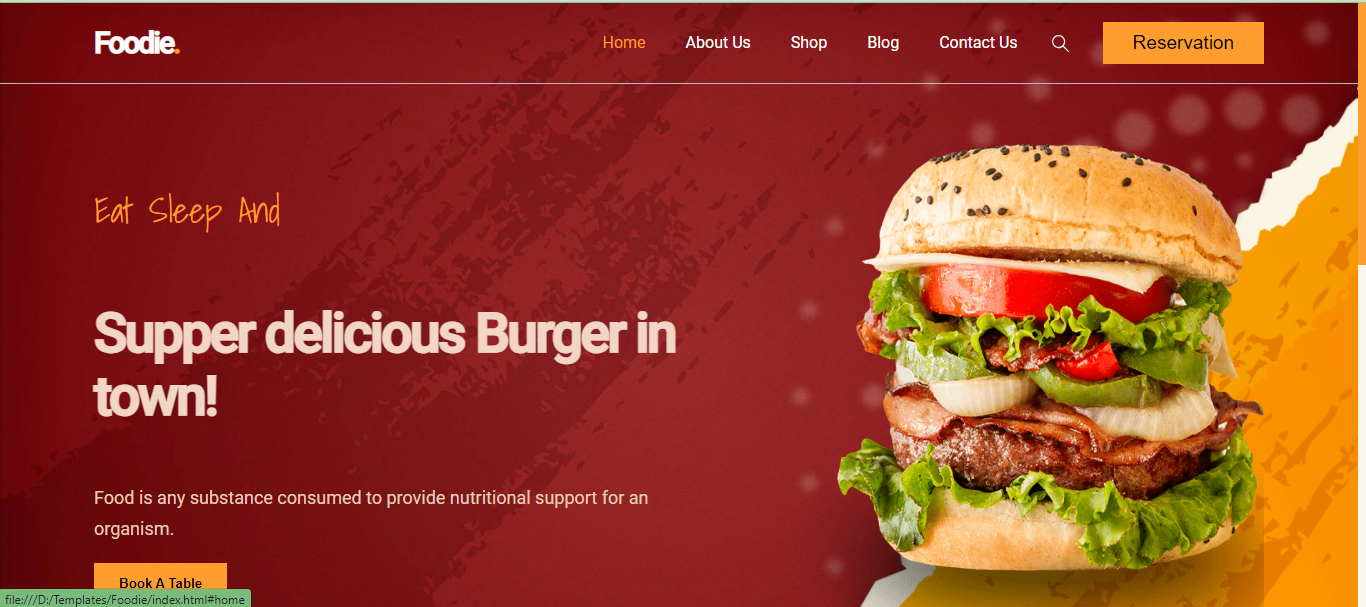 Foodie.
Home About Us Shop Blog Contact Us Reservation
Eat Sleep And
Supper delicious Burger in
town!
Food is any substance consumed to provide nutritional support for an
organism.
Book A Table
file:///D:/Templates/Foodie/index.html#home